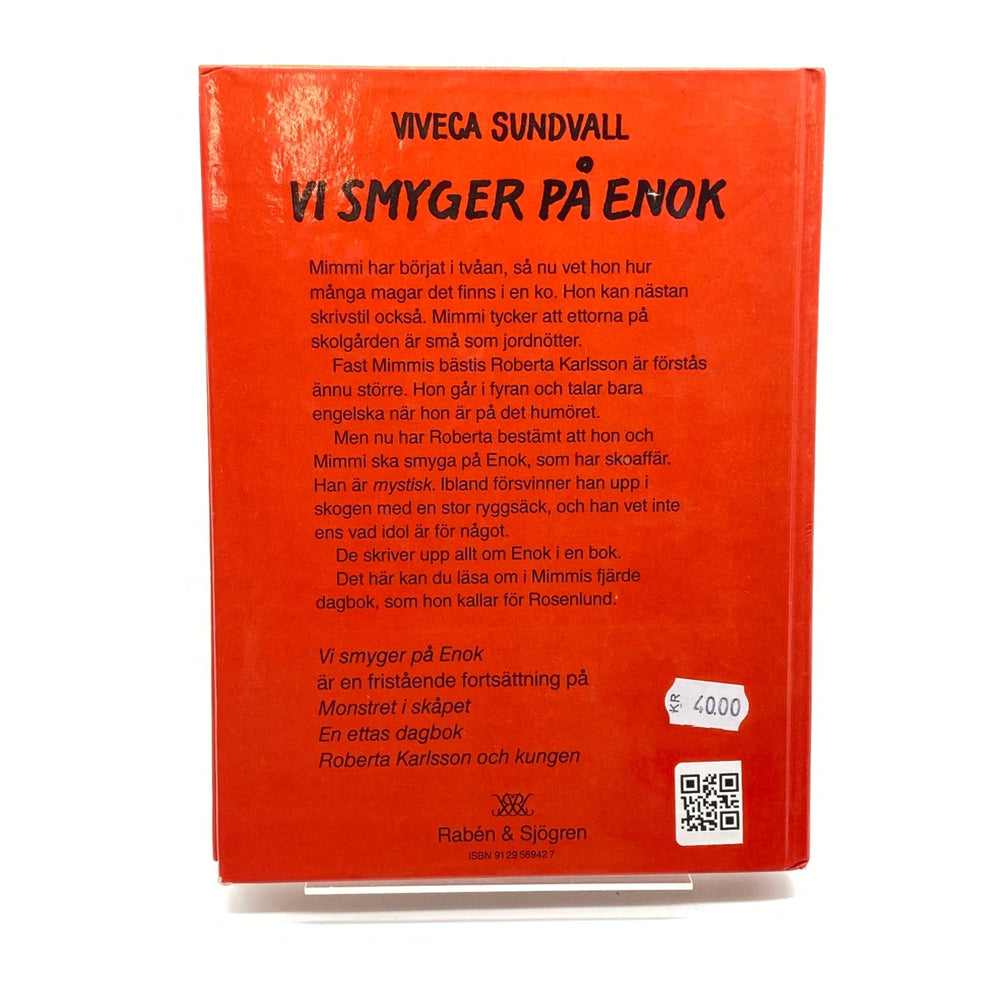 VIVECA SUNDVALL
VI SMYGER PÅ ENOK
Mimmi har börjat i tvåan, så nu vet hon hur
många magar det finns i en ko. Hon kan nästan
skrivstil också. Mimmi tycker att ettorna på
skolgården är små som jordnötter.
Fast Mimmis bästis Roberta Karlsson är förstås
ännu större. Hon går i fyran och talar bara
engelska när hon är på det humöret.
Men nu har Roberta bestämt att hon och
Mimmi ska smyga på Enok, som har skoaffär.
Han är mystisk. Ibland försvinner han upp i
skogen med en stor ryggsäck, och han vet inte
ens vad idol är för något.
De skriver upp allt om Enok i en bok.
Det här kan du läsa om i Mimmis fjärde
dagbok, som hon kallar för Rosenlund.
Vi smyger på Enok
är en fristående fortsättning på
Monstret i skåpet
En ettas dagbok
Roberta Karlsson och kungen
KR 4000
Rabén & Sjögren
ISBN 91 29 56942 7